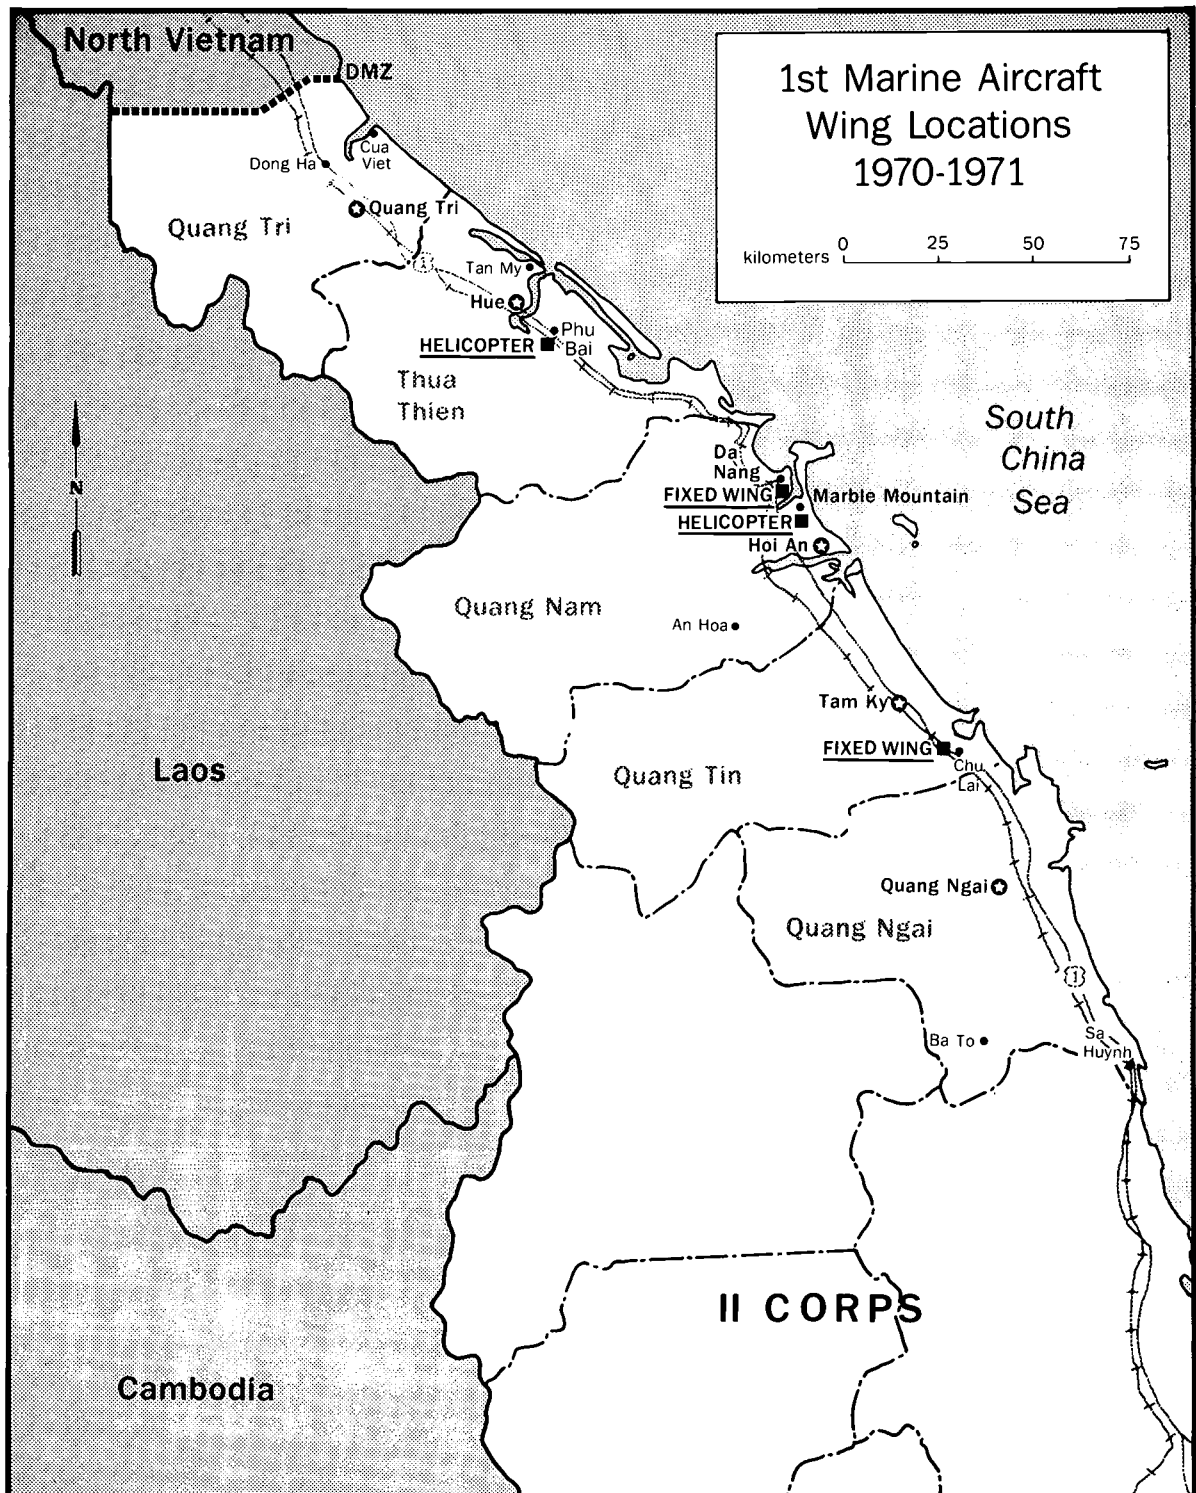 North Vietnam
DMZ
1st Marine Aircraft
Wing Locations
1970-1971
kilometers 0 25 50 75
Cua
Viet
Dong Ha
Quang Tri
Quang Tri
1
Tan My
Hue
Phu
Bai
HELICOPTER
Thua
Thien
N
South
China
Sea
Da
Nang
FIXED WING
Marble Mountain
HELICOPTER
Hoi An
Quang Nam
An Hoa
Tam Ky
FIXED WING
Chu
Lai
Laos
Quang Tin
Quang Ngai
Quang Ngai
1
Sa
Huynh
Ba To
II CORPS
Cambodia